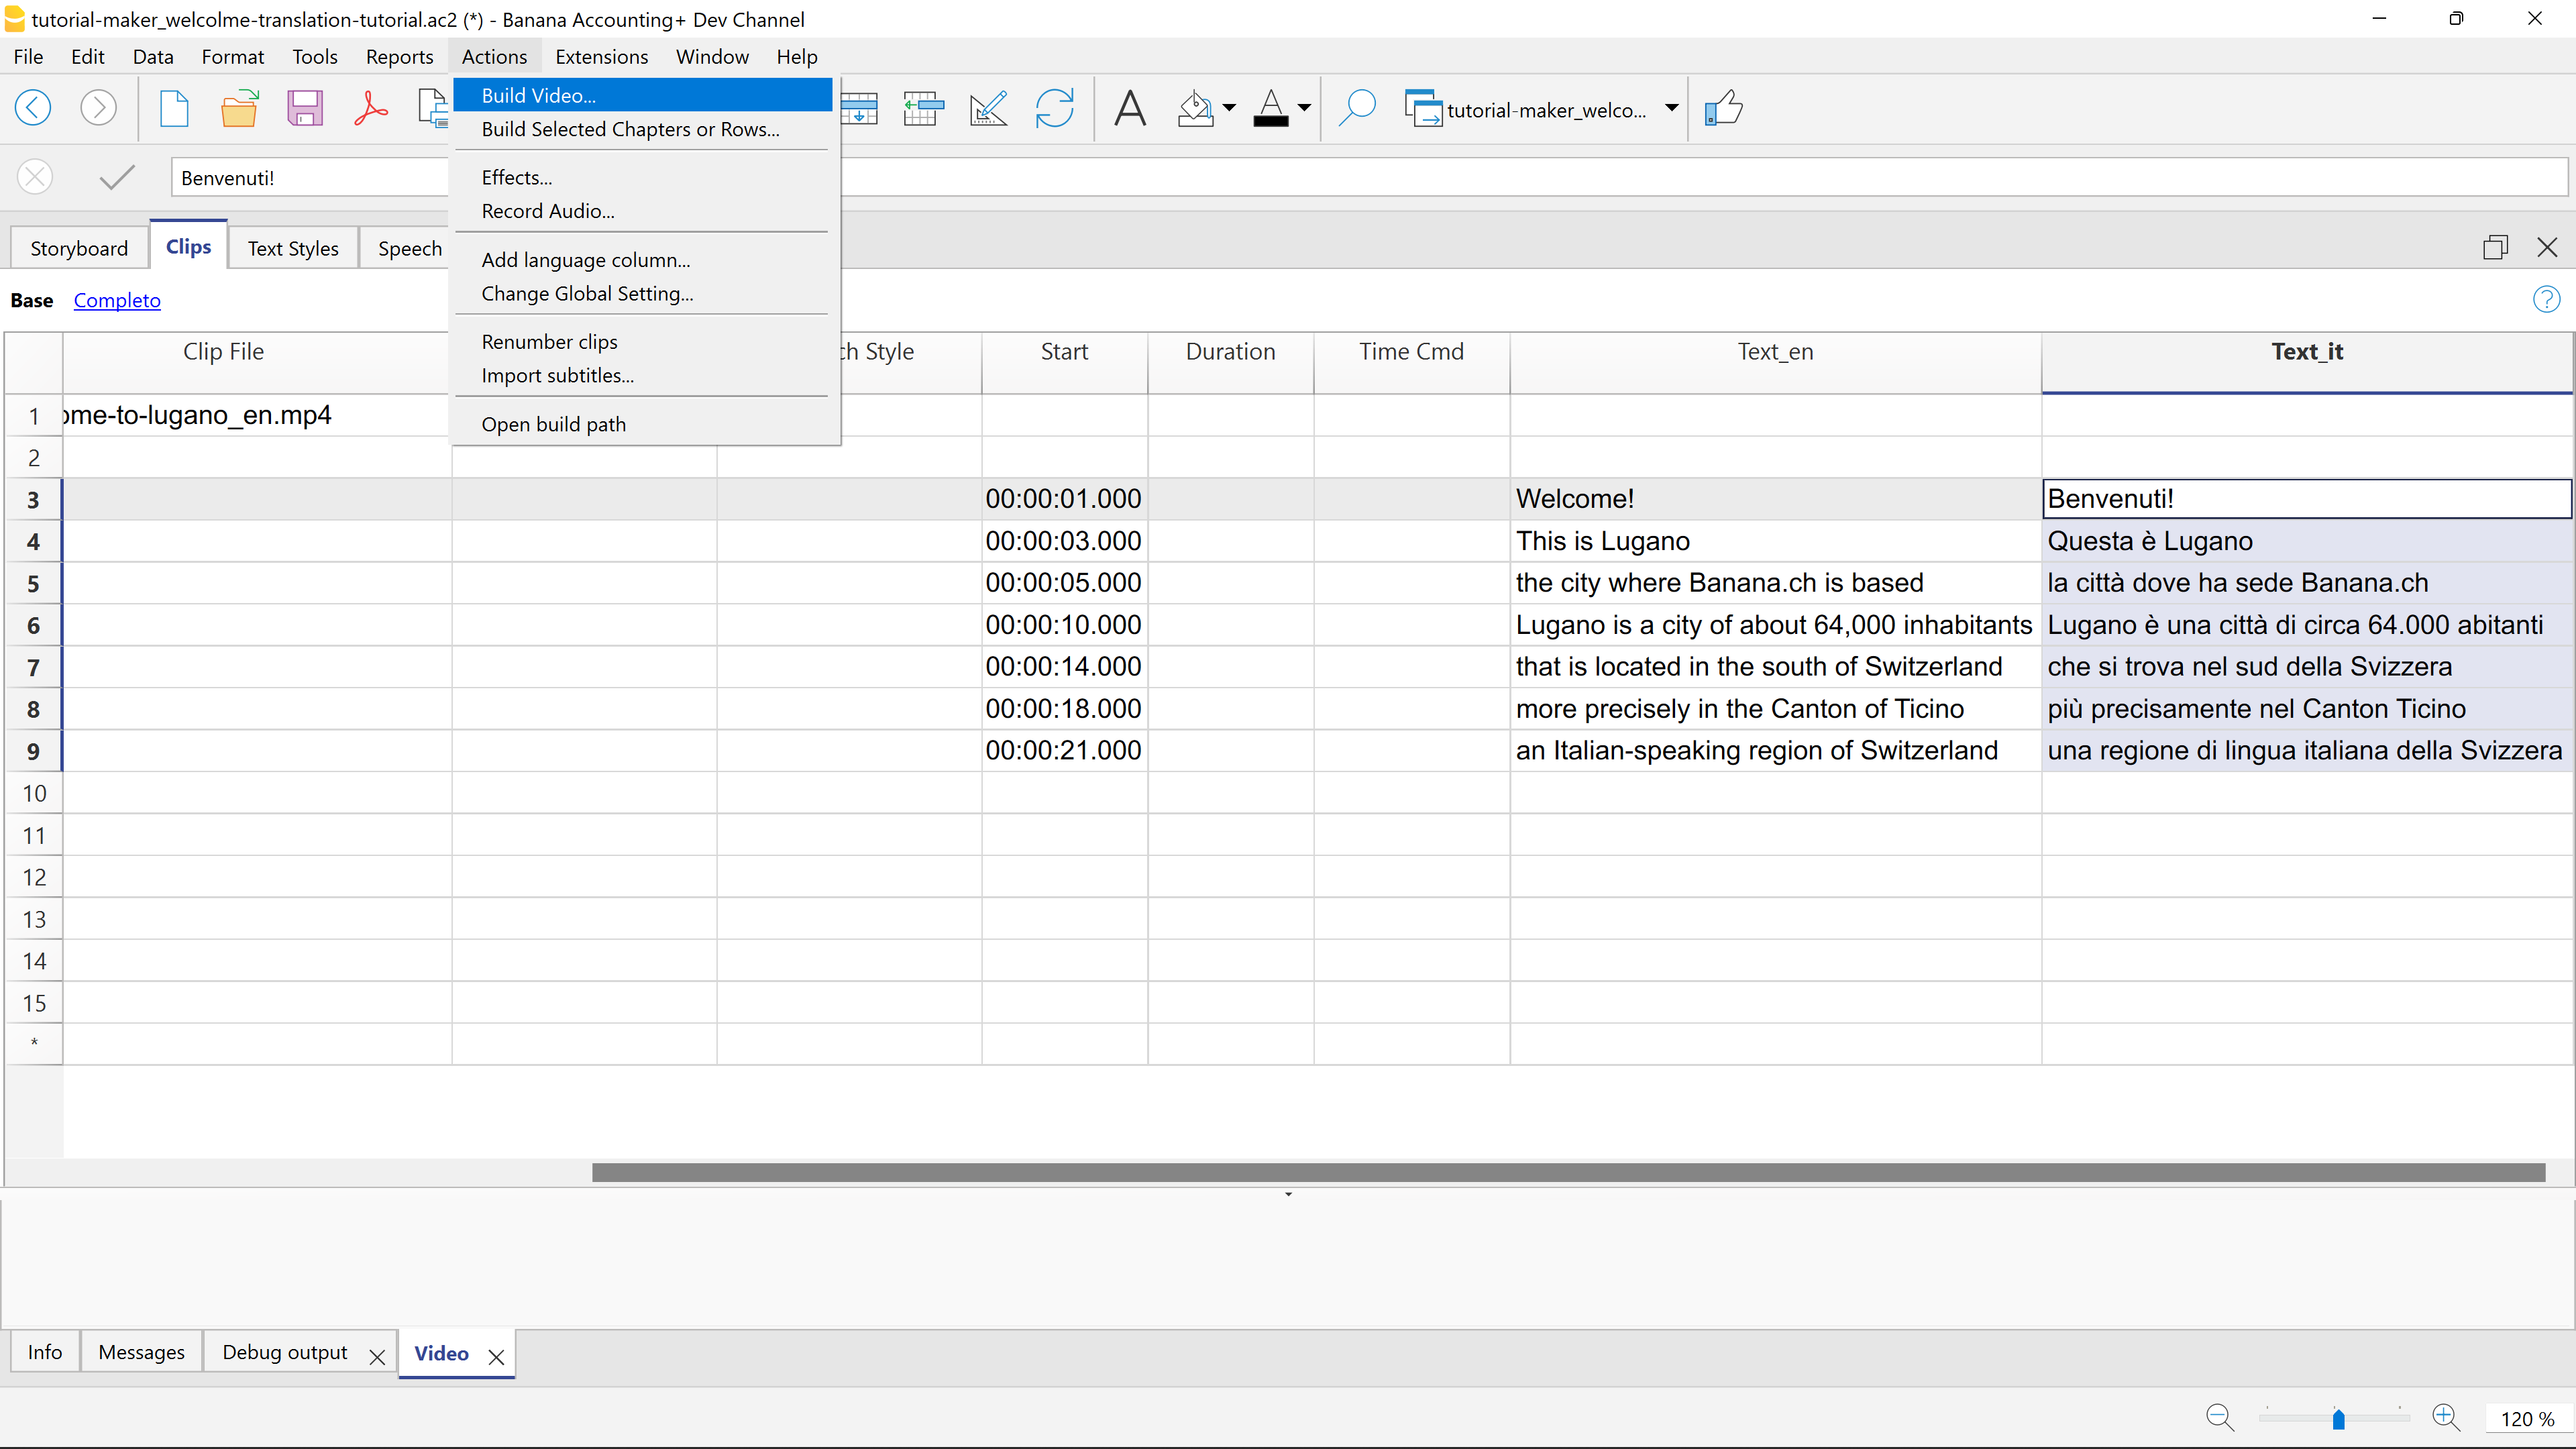 tutorial-maker_welcolme-translation-tutorial.ac2 (*) - Banana Accounting+ Dev Channel
File Edit Data Format Tools Reports Actions Extensions Window Help
Build Video...
Build Selected Chapters or Rows...
Effects...
Record Audio...
Add language column...
Change Global Setting...
Renumber clips
Import subtitles...
Open build path
tutorial-maker_welco...
Benvenuti!
Storyboard Clips Text Styles Speech
Base Completo
Clip File ch Style Start Duration Time Cmd Text_en Text_it
1 ome-to-lugano_en.mp4
2
3 00:00:01.000 Welcome! Benvenuti!
4 00:00:03.000 This is Lugano Questa è Lugano
5 00:00:05.000 the city where Banana.ch is based la città dove ha sede Banana.ch
6 00:00:10.000 Lugano is a city of about 64,000 inhabitants Lugano è una città di circa 64.000 abitanti
7 00:00:14.000 that is located in the south of Switzerland che si trova nel sud della Svizzera
8 00:00:18.000 more precisely in the Canton of Ticino più precisamente nel Canton Ticino
9 00:00:21.000 an Italian-speaking region of Switzerland una regione di lingua italiana della Svizzera
10
11
12
13
14
15
*
Info Messages Debug output Video
120 %